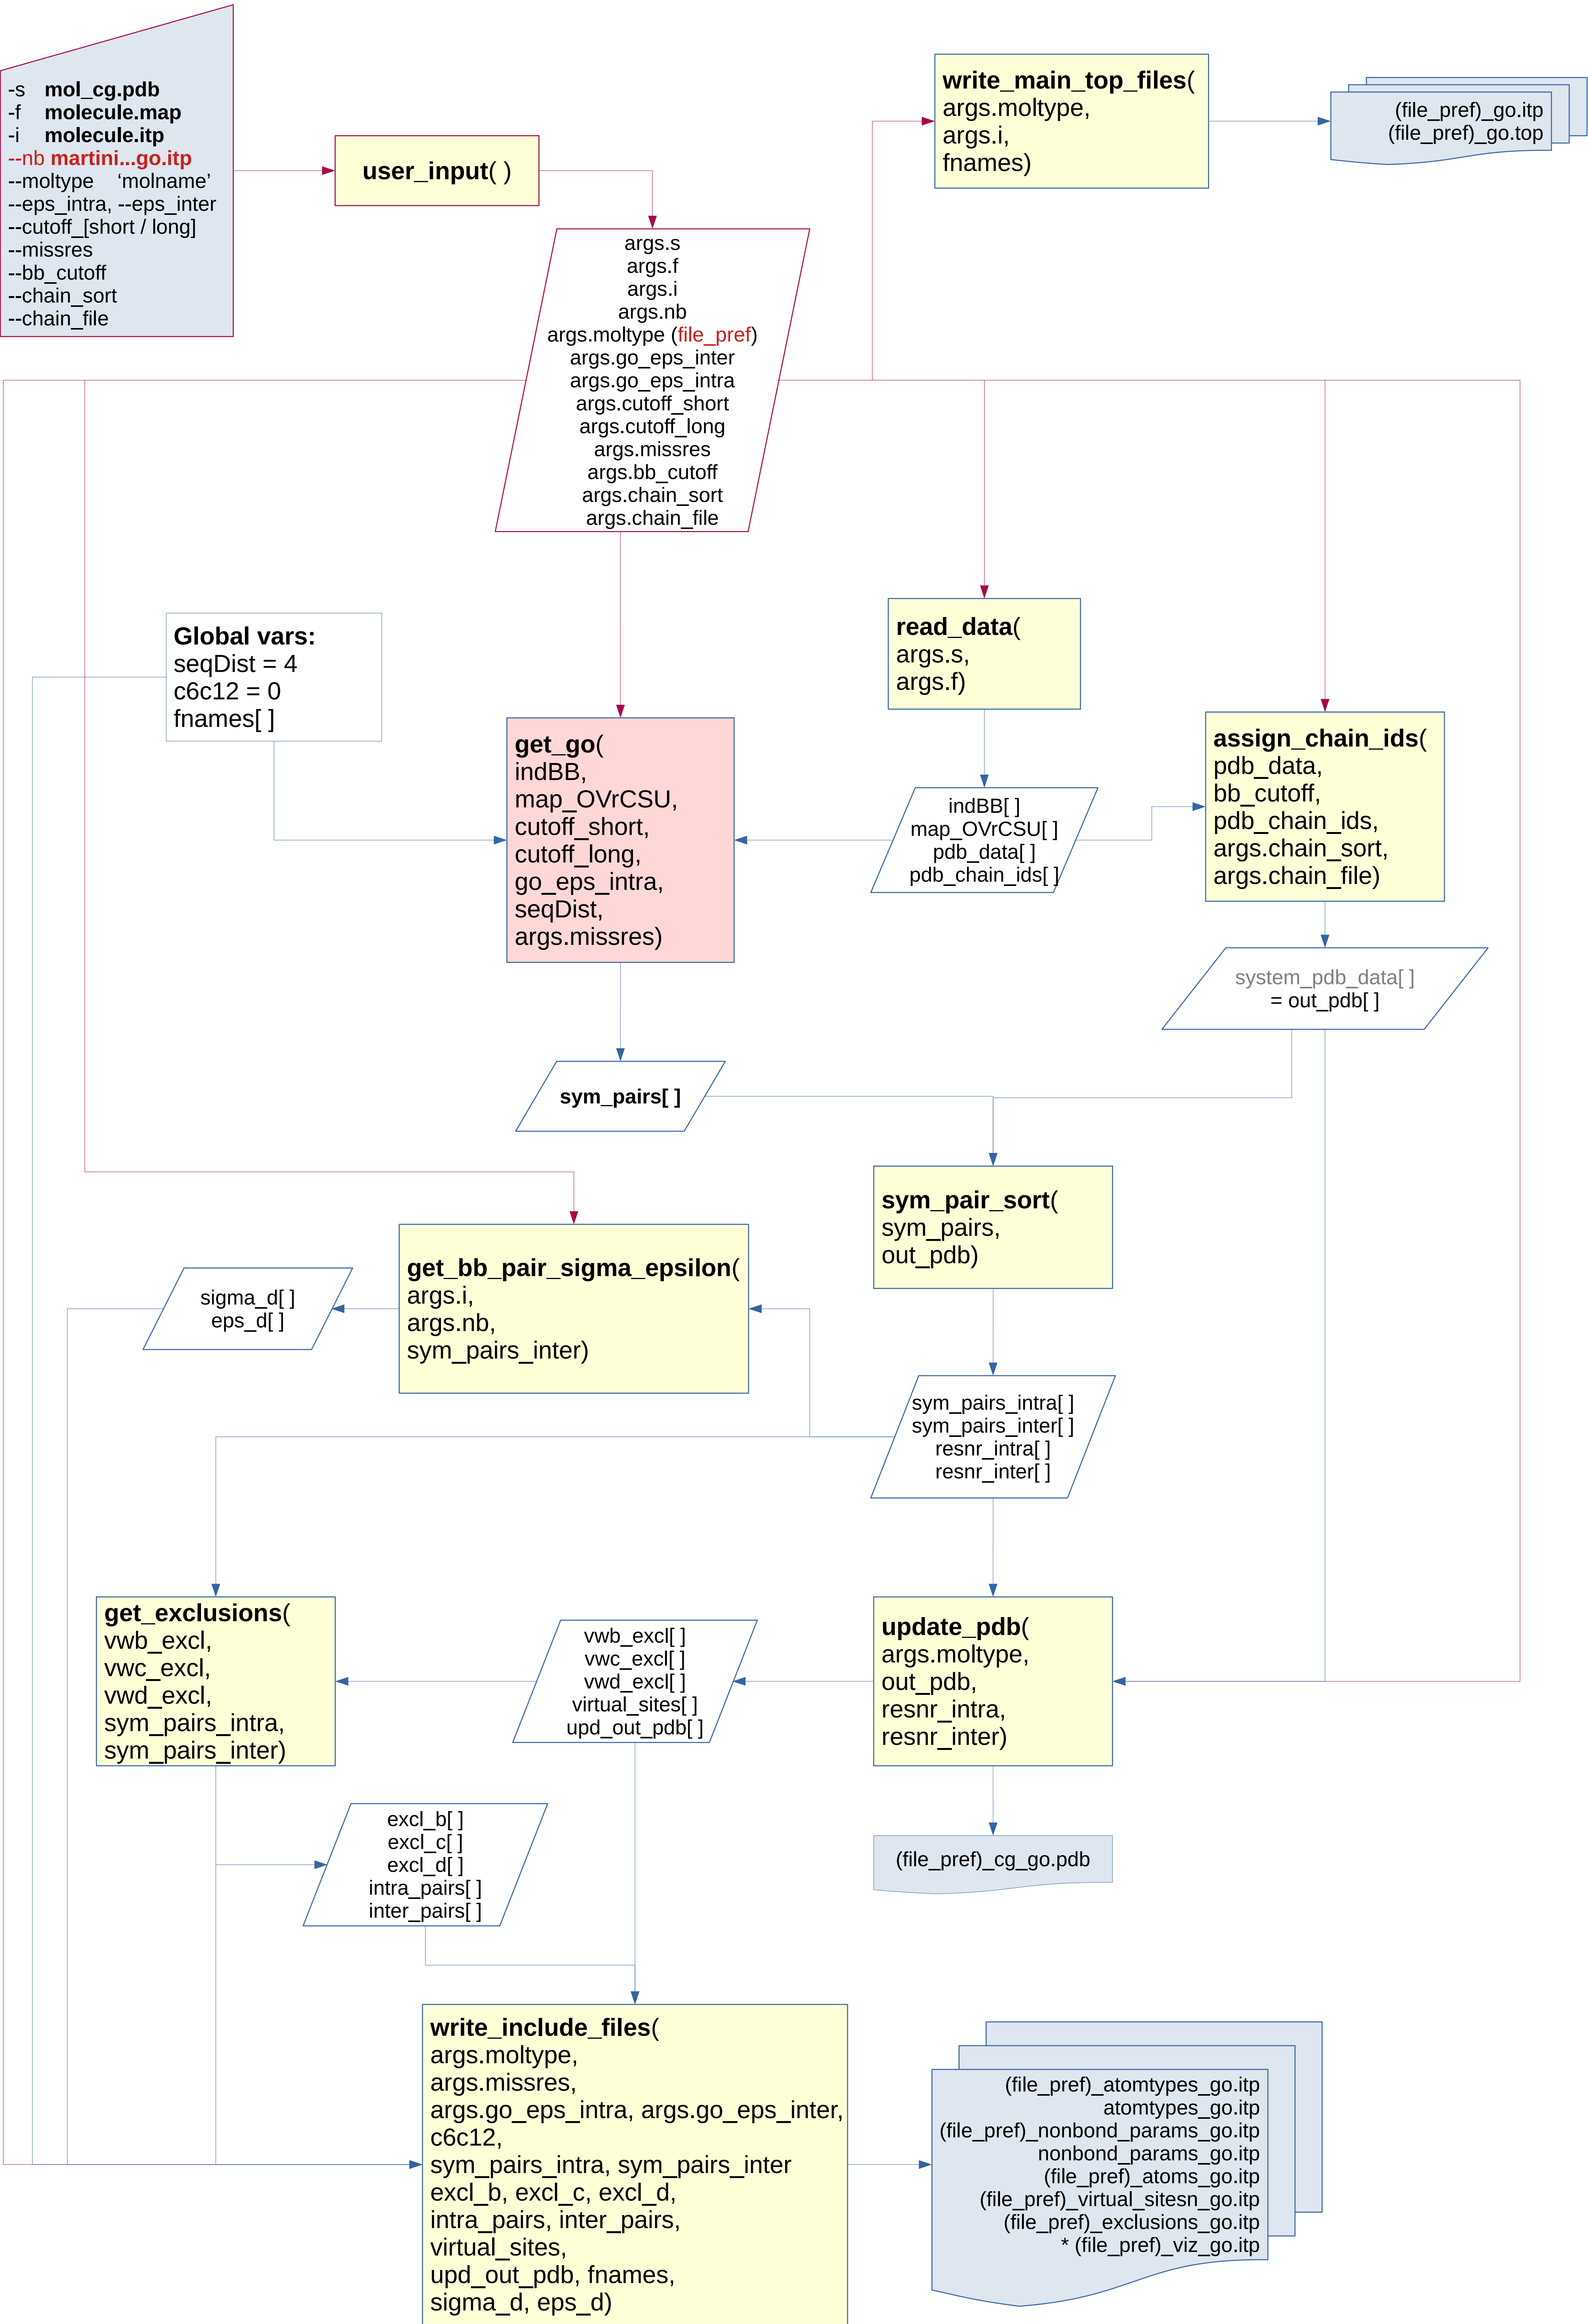 -s mol_cg.pdb
-f molecule.map
-i molecule.itp
--nb martini...go.itp
--moltype ‘molname’
--eps_intra, --eps_inter
--cutoff_[short / long]
--missres
--bb_cutoff
--chain_sort
--chain_file
user_input( )
write_main_top_files(
args.moltype,
args.i,
fnames)
(file_pref)_go.itp
(file_pref)_go.top
args.s
args.f
args.i
args.nb
args.moltype (file_pref)
args.go_eps_inter
args.go_eps_intra
args.cutoff_short
args.cutoff_long
args.missres
args.bb_cutoff
args.chain_sort
args.chain_file
Global vars:
seqDist = 4
c6c12 = 0
fnames[ ]
read_data(
args.s,
args.f)
get_go(
indBB,
map_OVrCSU,
cutoff_short,
cutoff_long,
go_eps_intra,
seqDist,
args.missres)
indBB[ ]
map_OVrCSU[ ]
pdb_data[ ]
pdb_chain_ids[ ]
assign_chain_ids(
pdb_data,
bb_cutoff,
pdb_chain_ids,
args.chain_sort,
args.chain_file)
system_pdb_data[ ]
= out_pdb[ ]
sym_pairs[ ]
sym_pair_sort(
sym_pairs,
out_pdb)
get_bb_pair_sigma_epsilon(
args.i,
args.nb,
sym_pairs_inter)
sigma_d[ ]
eps_d[ ]
sym_pairs_intra[ ]
sym_pairs_inter[ ]
resnr_intra[ ]
resnr_inter[ ]
get_exclusions(
vwb_excl,
vwc_excl,
vwd_excl,
sym_pairs_intra,
sym_pairs_inter)
vwb_excl[ ]
vwc_excl[ ]
vwd_excl[ ]
virtual_sites[ ]
upd_out_pdb[ ]
update_pdb(
args.moltype,
out_pdb,
resnr_intra,
resnr_inter)
excl_b[ ]
excl_c[ ]
excl_d[ ]
intra_pairs[ ]
inter_pairs[ ]
(file_pref)_cg_go.pdb
write_include_files(
args.moltype,
args.missres,
args.go_eps_intra, args.go_eps_inter,
c6c12,
sym_pairs_intra, sym_pairs_inter
excl_b, excl_c, excl_d,
intra_pairs, inter_pairs,
virtual_sites,
upd_out_pdb, fnames,
sigma_d, eps_d)
(file_pref)_atomtypes_go.itp
atomtypes_go.itp
(file_pref)_nonbond_params_go.itp
nonbond_params_go.itp
(file_pref)_atoms_go.itp
(file_pref)_virtual_sitesn_go.itp
(file_pref)_exclusions_go.itp
* (file_pref)_viz_go.itp